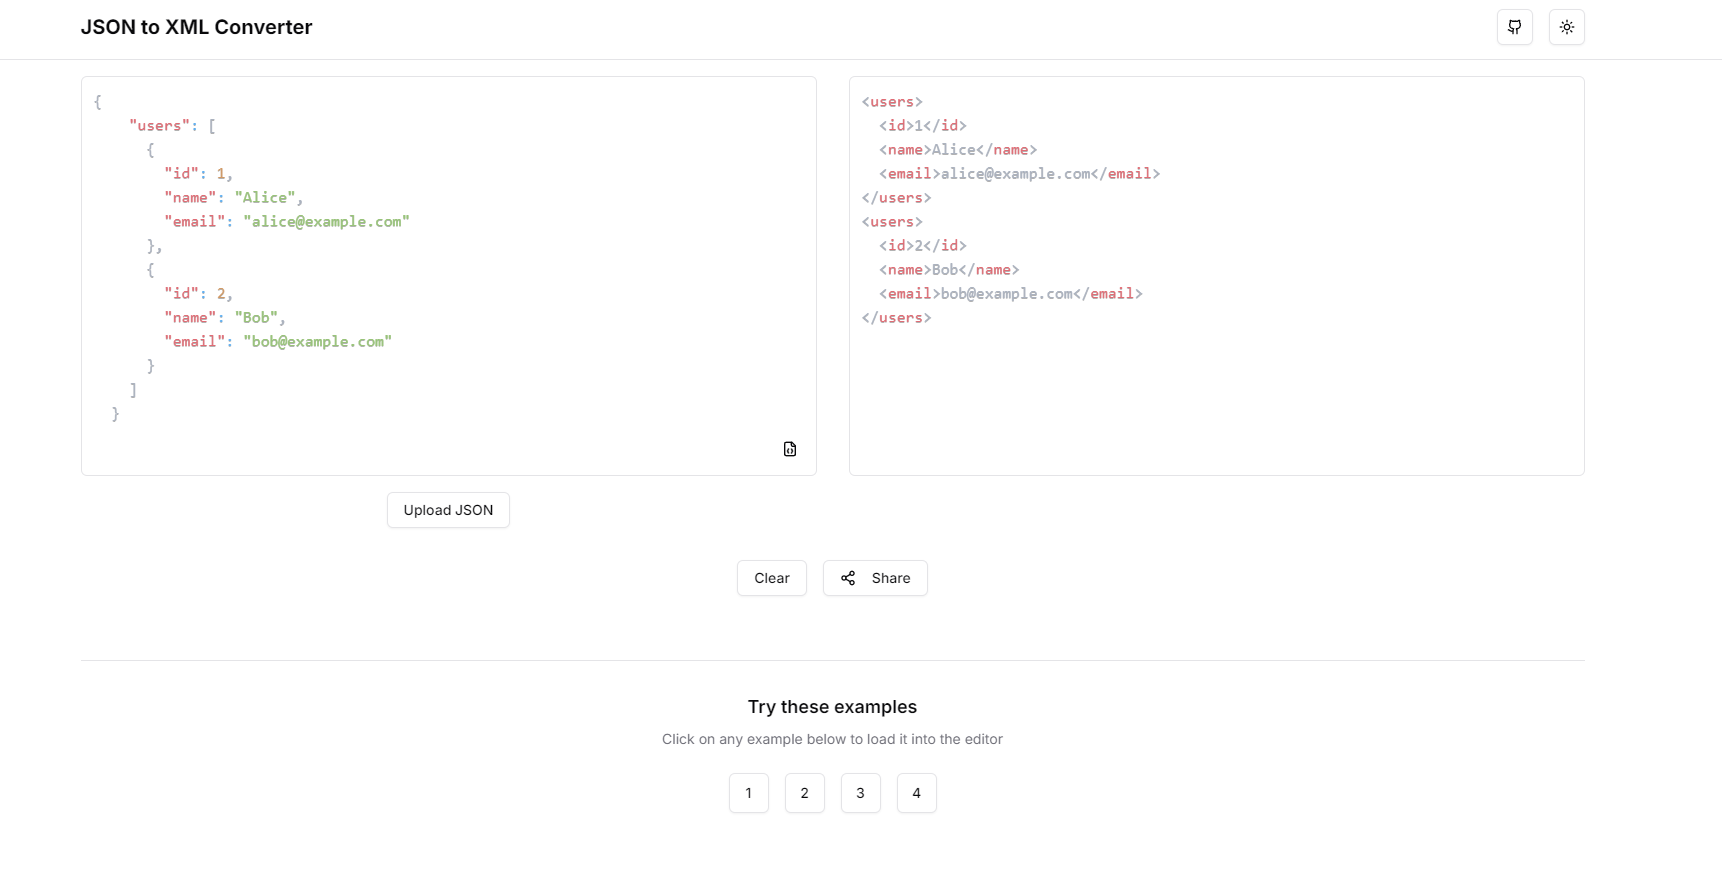 JSON to XML Converter
{
    "users": [
      {
        "id": 1,
        "name": "Alice",
        "email": "alice@example.com"
      },
      {
        "id": 2,
        "name": "Bob",
        "email": "bob@example.com"
      }
    ]
  }
<users>
  <id>1</id>
  <name>Alice</name>
  <email>alice@example.com</email>
</users>
<users>
  <id>2</id>
  <name>Bob</name>
  <email>bob@example.com</email>
</users>
Upload JSON
Clear
Share
Try these examples
Click on any example below to load it into the editor
1
2
3
4